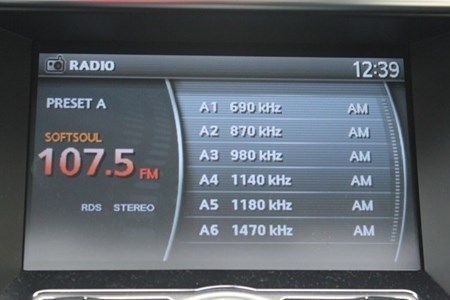 RADIO 12:39
PRESET A
SOFTSOUL
107.5 FM
RDS STEREO
A1 690 kHz AM
A2 870 kHz AM
A3 980 kHz AM
A4 1140 kHz AM
A5 1180 kHz AM
A6 1470 kHz AM